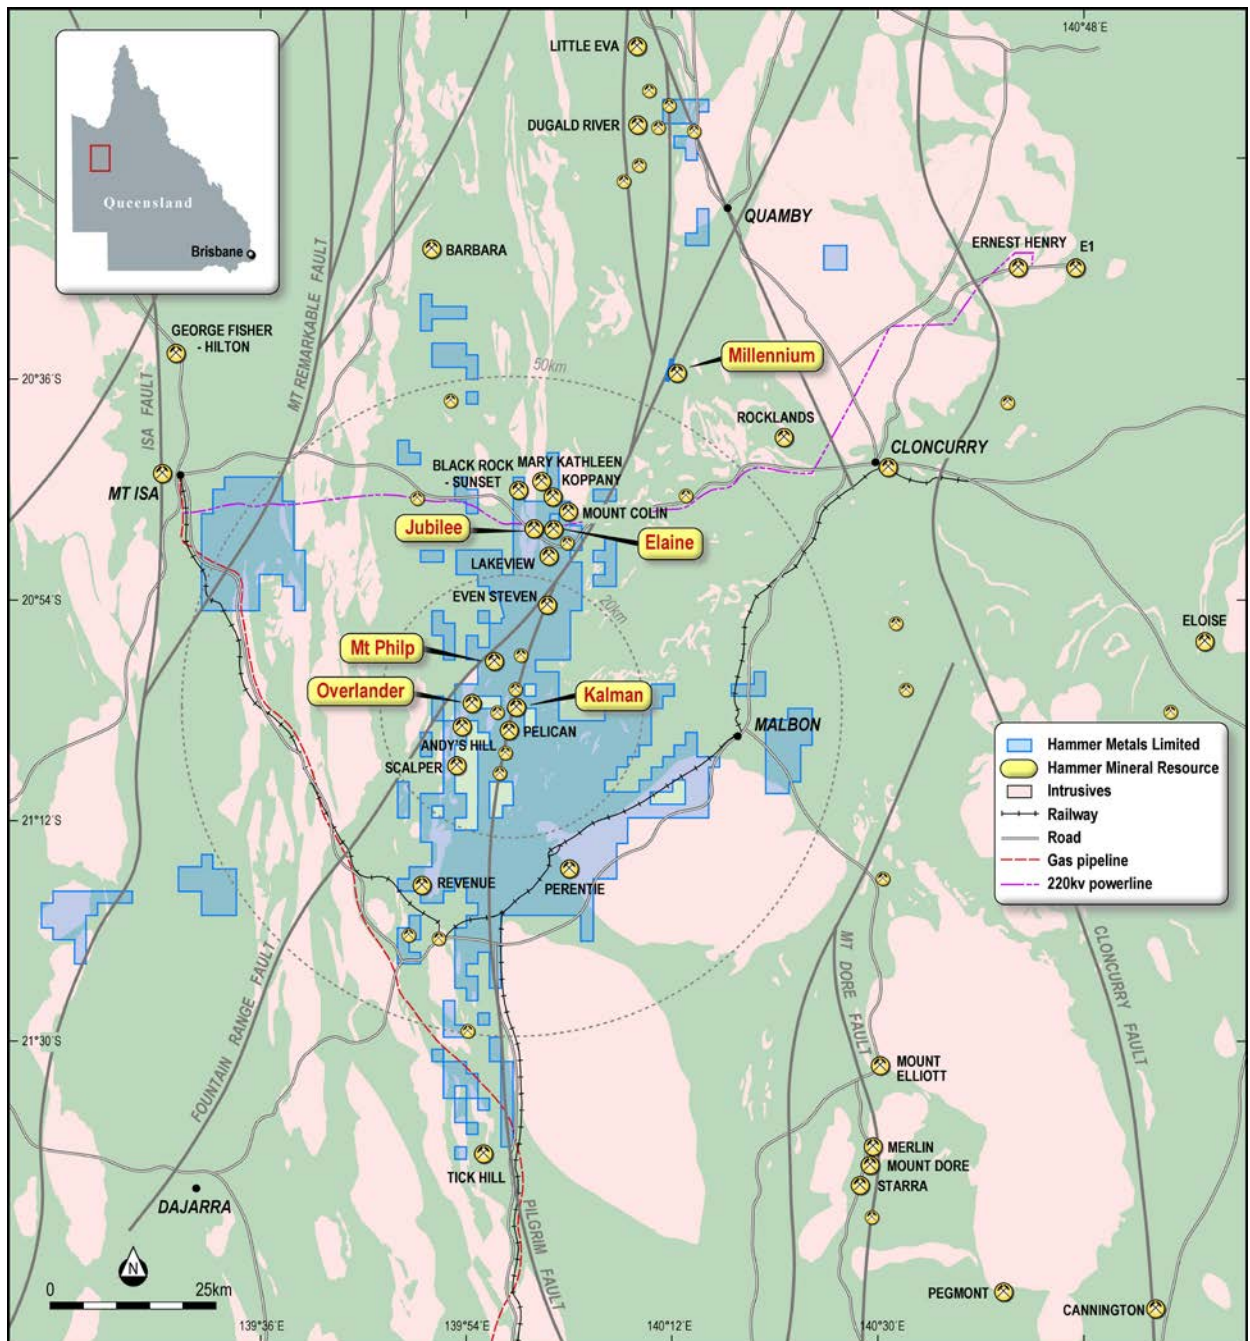 140°48´E
LITTLE EVA
DUGALD RIVER
Queensland
Brisbane
QUAMBY
BARBARA
ERNEST HENRY
E1
MT REMARKABLE FAULT
GEORGE FISHER
- HILTON
50km
Millennium
20°36´S
ISA FAULT
ROCKLANDS
CLONCURRY
MARY KATHLEEN
BLACK ROCK
- SUNSET
KOPPANY
MT ISA
MOUNT COLIN
Jubilee
Elaine
LAKEVIEW
EVEN STEVEN
20km
20°54´S
ELOISE
Mt Philp
Overlander
Kalman
MALBON
PELICAN
ANDY'S HILL
SCALPER
Hammer Metals Limited
Hammer Mineral Resource
Intrusives
Railway
Road
Gas pipeline
220kv powerline
21°12´S
REVENUE
PERENTIE
FOUNTAIN RANGE FAULT
MT DORE FAULT
CLONCURRY FAULT
21°30´S
MOUNT
ELLIOTT
MERLIN
MOUNT DORE
STARRA
TICK HILL
DAJARRA
PILGRIM FAULT
N
0 25km
PEGMONT
CANNINGTON
139°36´E
139°54´E
140°12´E
140°30´E